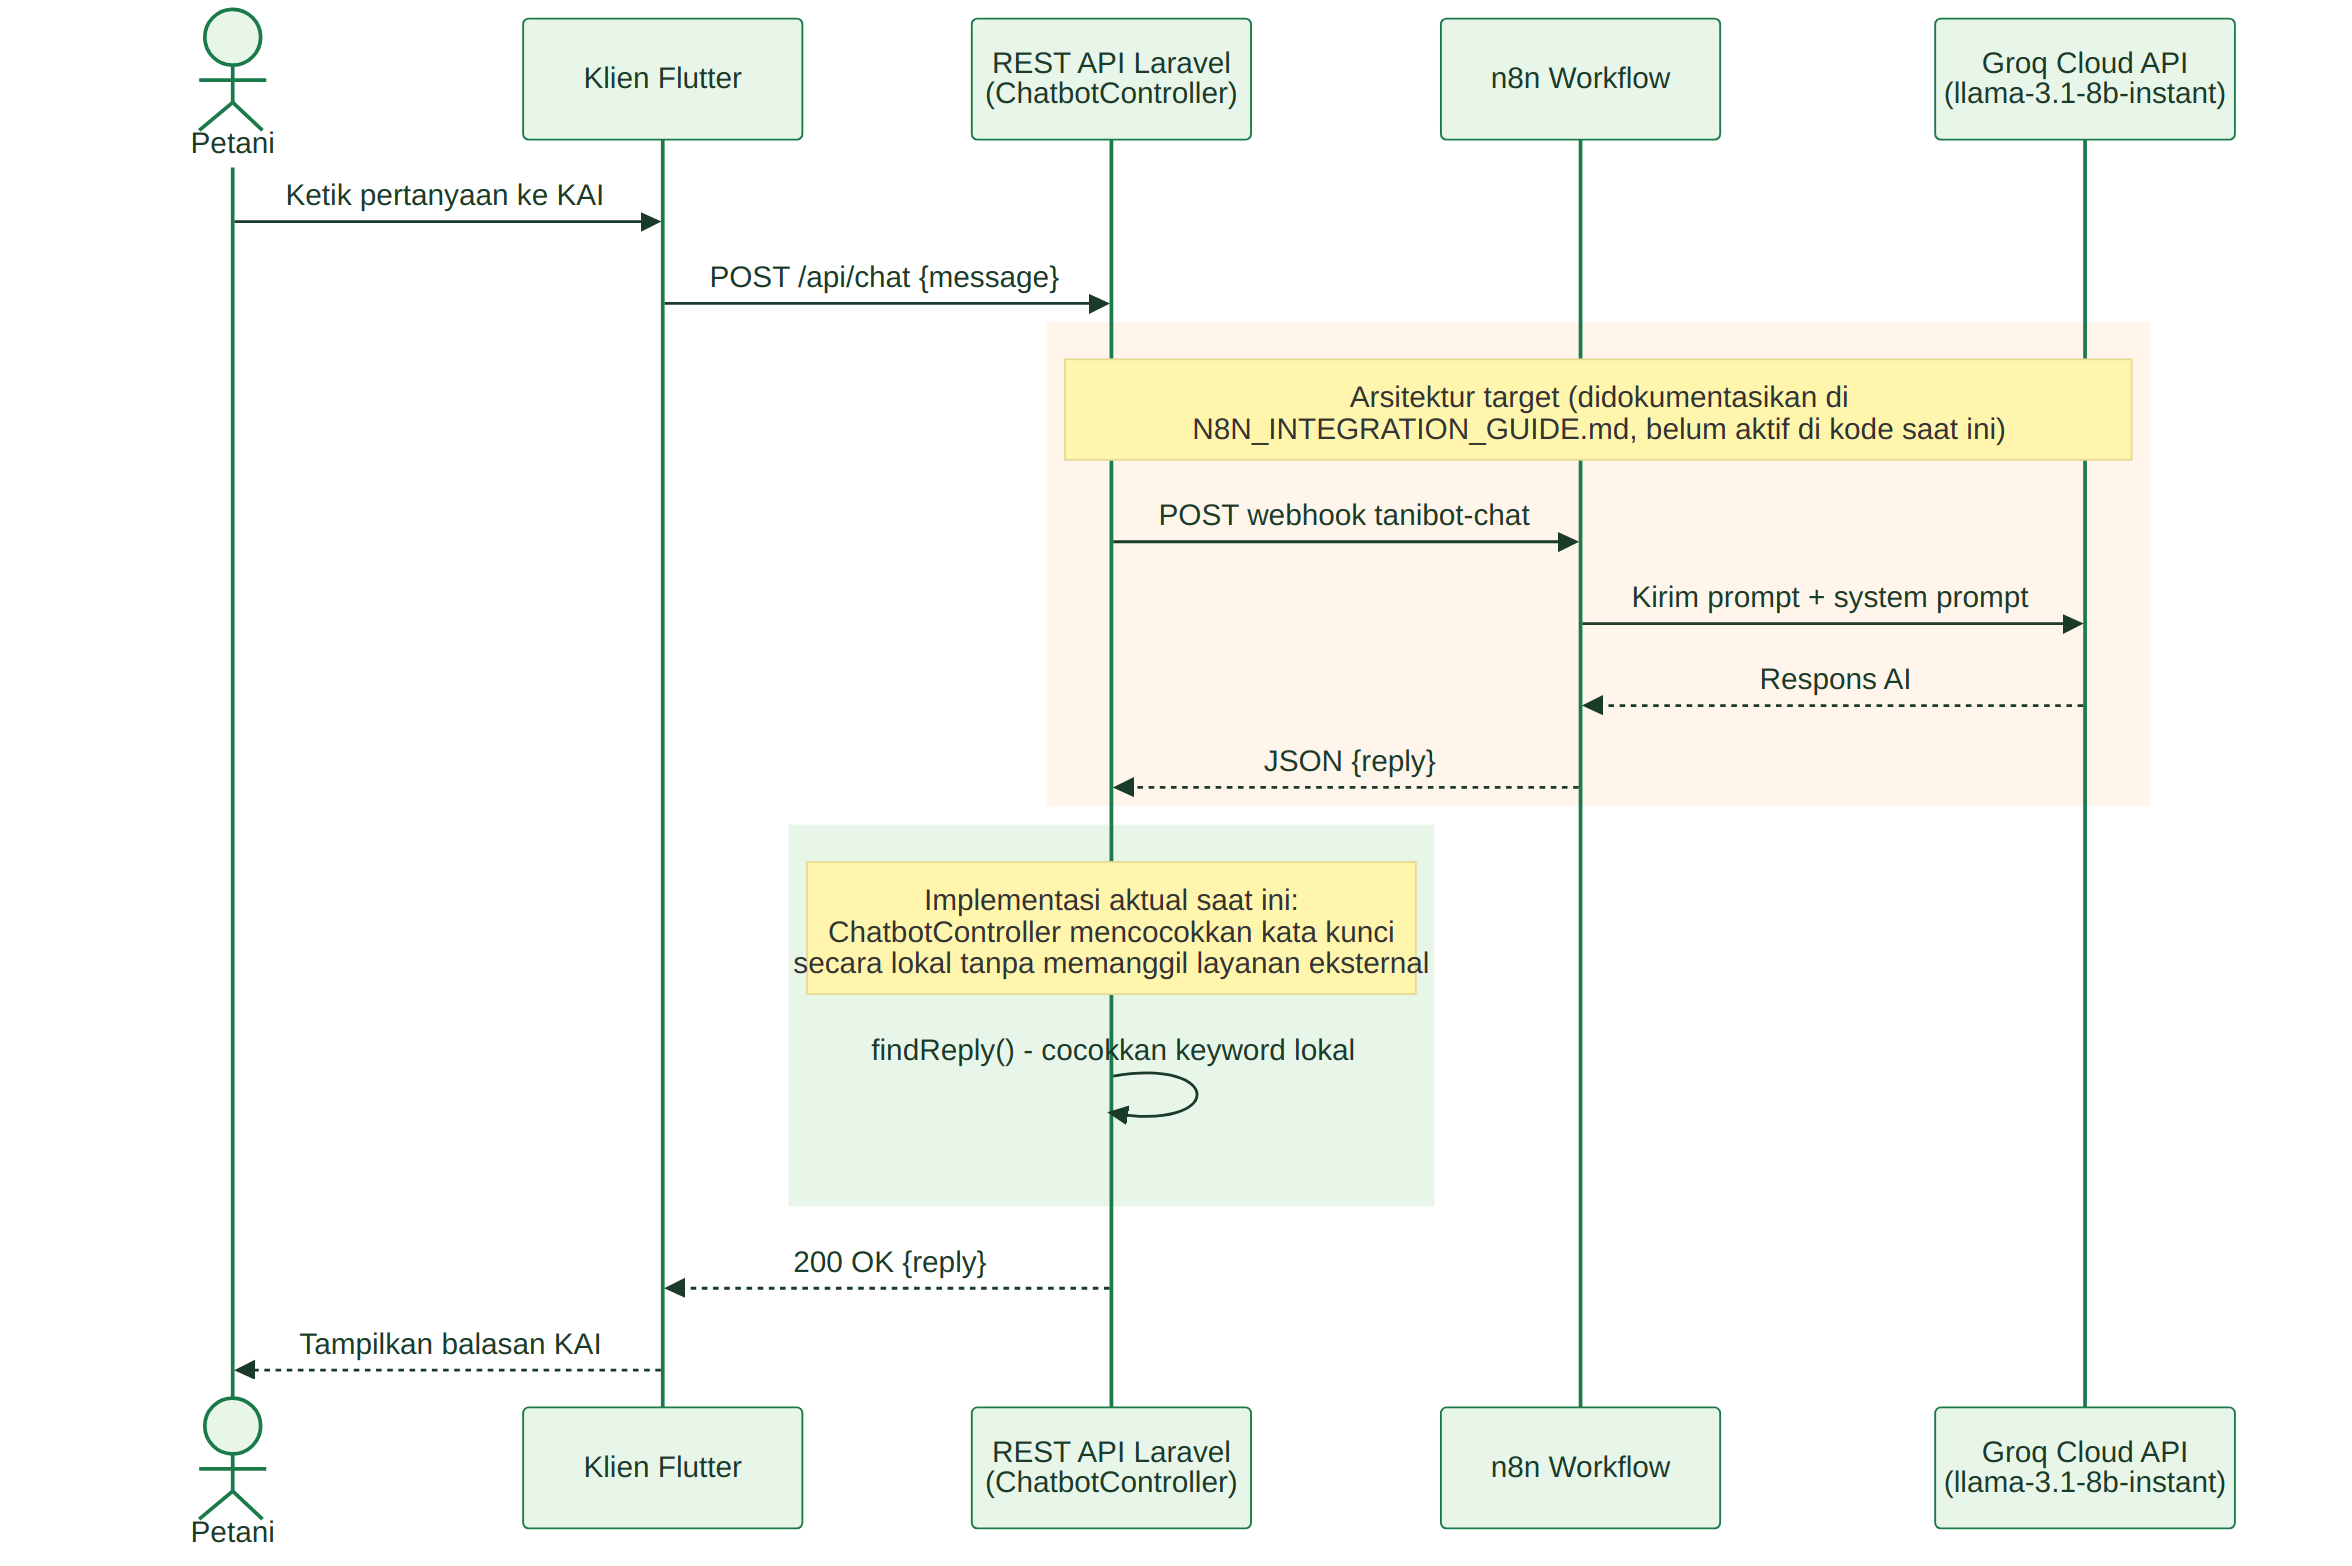 Petani
Klien Flutter
REST API Laravel
(ChatbotController)
n8n Workflow
Groq Cloud API
(llama-3.1-8b-instant)
Ketik pertanyaan ke KAI
POST /api/chat {message}
Arsitektur target (didokumentasikan di
N8N_INTEGRATION_GUIDE.md, belum aktif di kode saat ini)
POST webhook tanibot-chat
Kirim prompt + system prompt
Respons AI
JSON {reply}
Implementasi aktual saat ini:
ChatbotController mencocokkan kata kunci
secara lokal tanpa memanggil layanan eksternal
findReply() - cocokkan keyword lokal
200 OK {reply}
Tampilkan balasan KAI
Petani
Klien Flutter
REST API Laravel
(ChatbotController)
n8n Workflow
Groq Cloud API
(llama-3.1-8b-instant)